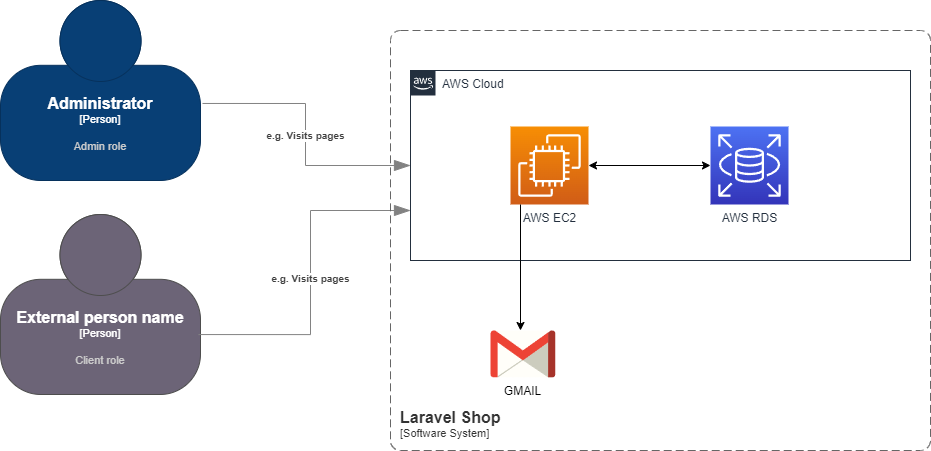 Administrator
[Person]
Admin role
e.g. Visits pages
External person name
[Person]
Client role
e.g. Visits pages
aws
AWS Cloud
AWS EC2
AWS RDS
GMAIL
Laravel Shop
[Software System]